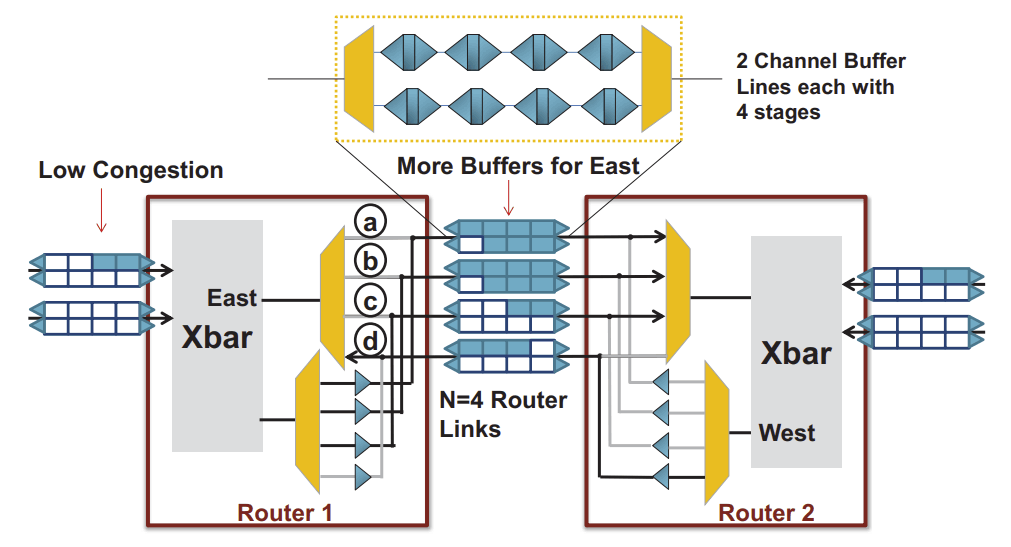 2 Channel Buffer
Lines each with
4 stages
Low Congestion
More Buffers for East
a
b
c
d
East
Xbar
Xbar
N=4 Router
Links
West
Router 1
Router 2